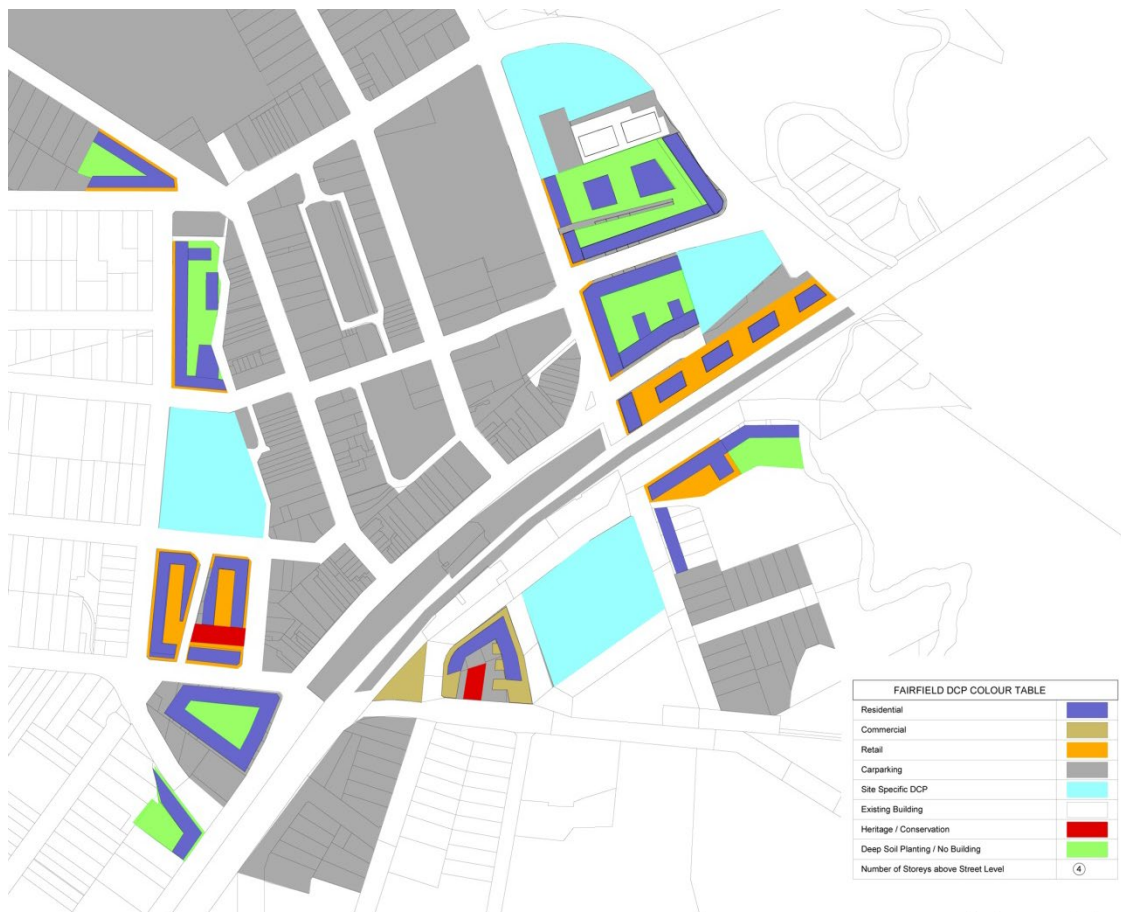 FAIRFIELD DCP COLOUR TABLE
Residential
Commercial
Retail
Carparking
Site Specific DCP
Existing Building
Heritage / Conservation
Deep Soil Planting / No Building
Number of Storeys above Street Level 4